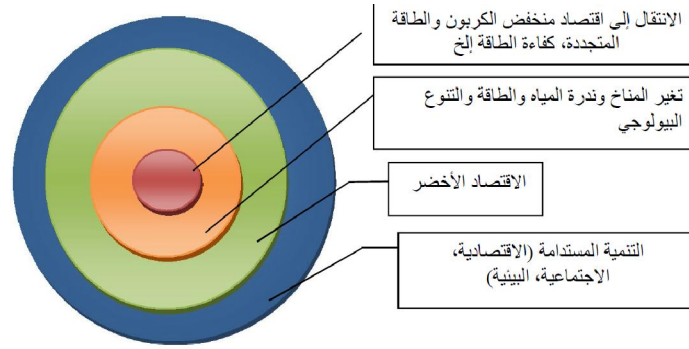 الانتقال إلى اقتصاد منخفض الكربون والطاقة
المتجددة، كفاءة الطاقة إلخ
تغير المناخ وندرة المياه والطاقة والتنوع
البيولوجي
الاقتصاد الأخضر
التنمية المستدامة (الاقتصادية،
الاجتماعية، البيئية)